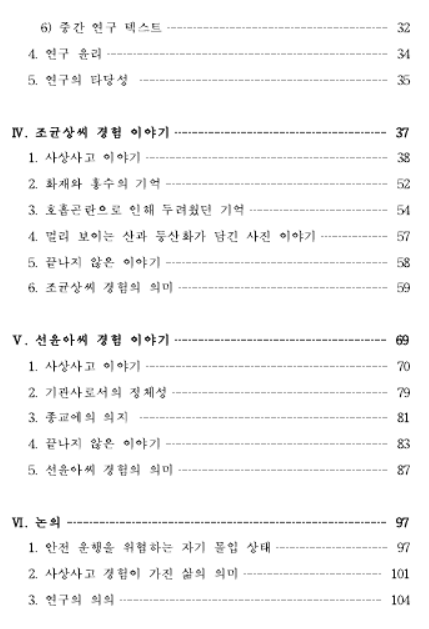 6) 중간 연구 텍스트 32
4. 연구 윤리 34
5. 연구의 타당성 35
Ⅳ. 조균상씨 경험 이야기 37
1. 사상사고 이야기 38
2. 화재와 홍수의 기억 52
3. 호흡곤란으로 인해 두려웠던 기억 54
4. 멀리 보이는 산과 등산화가 담긴 사진 이야기 57
5. 끝나지 않은 이야기 58
6. 조균상씨 경험의 의미 59
Ⅴ. 선윤아씨 경험 이야기 69
1. 사상사고 이야기 70
2. 기관사로서의 정체성 79
3. 종교에의 의지 81
4. 끝나지 않은 이야기 83
5. 선윤아씨 경험의 의미 87
Ⅵ. 논의 97
1. 안전 운행을 위협하는 자기 몰입 상태 97
2. 사상사고 경험이 가진 삶의 의미 101
3. 연구의 의의 104